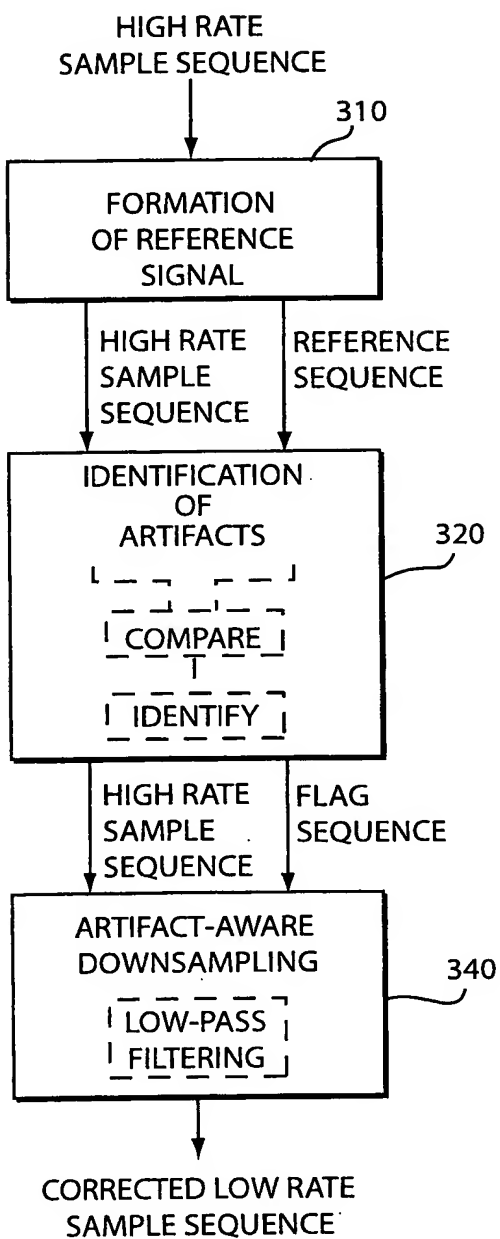 HIGH RATE
SAMPLE SEQUENCE
310
FORMATION
OF REFERENCE
SIGNAL
HIGH RATE
SAMPLE
SEQUENCE
REFERENCE
SEQUENCE
IDENTIFICATION
OF
ARTIFACTS
320
COMPARE
IDENTIFY
HIGH RATE
SAMPLE
SEQUENCE
FLAG
SEQUENCE
ARTIFACT-AWARE
DOWNSAMPLING
340
LOW-PASS
FILTERING
CORRECTED LOW RATE
SAMPLE SEQUENCE